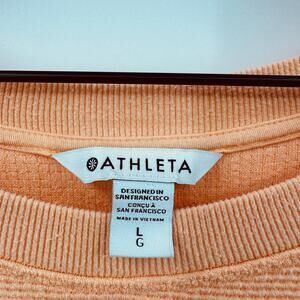 ATHLETA
DESIGNED IN
SAN FRANCISCO
CONÇU À
SAN FRANCISCO
MADE IN VIETNAM
L
G